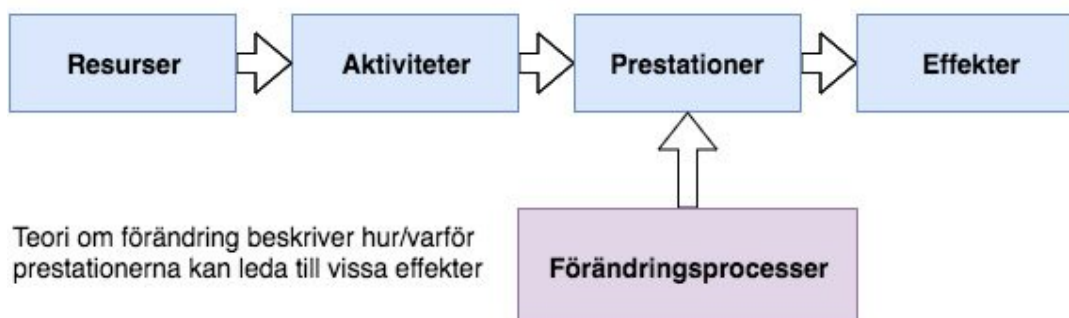 Resurser
Aktiviteter
Prestationer
Effekter
Teori om förändring beskriver hur/varför
prestationerna kan leda till vissa effekter
Förändringsprocesser